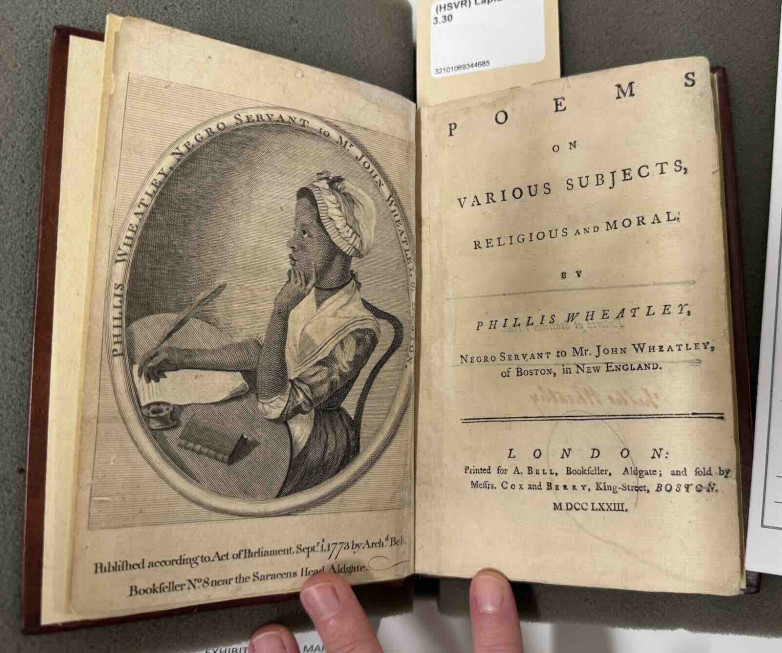 (HSVR)
3.30
32101069344685
PHILLIS WHEATLEY, NEGRO SERVANT to Mr. JOHN WHEATLEY,
Publiſhed according to Act of Parliament, Sept.r 1, 1773 by Arch.d Bell,
Bookſeller No. 8 near the Saracens Head Aldgate.
POEMS
ON
VARIOUS SUBJECTS,
RELIGIOUS AND MORAL.
BY
PHILLIS WHEATLEY,
NEGRO SERVANT to Mr. JOHN WHEATLEY,
of BOSTON, in NEW ENGLAND.
LONDON:
Printed for A. BELL, Bookſeller, Aldgate; and ſold by
Meſſrs. COX and BERRY, King-Street, BOSTON.
M DCC LXXIII.
EXHIBIT